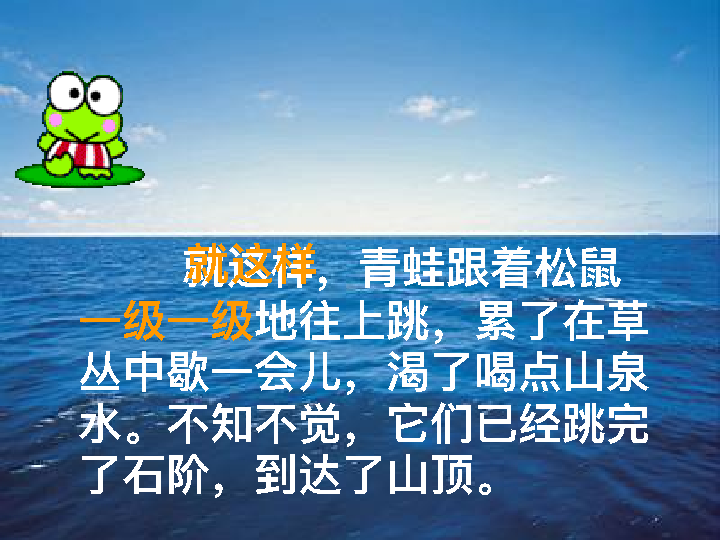 就这样，青蛙跟着松鼠
一级一级地往上跳，累了在草
丛中歇一会儿，渴了喝点山泉
水。不知不觉，它们已经跳完
了石阶，到达了山顶。